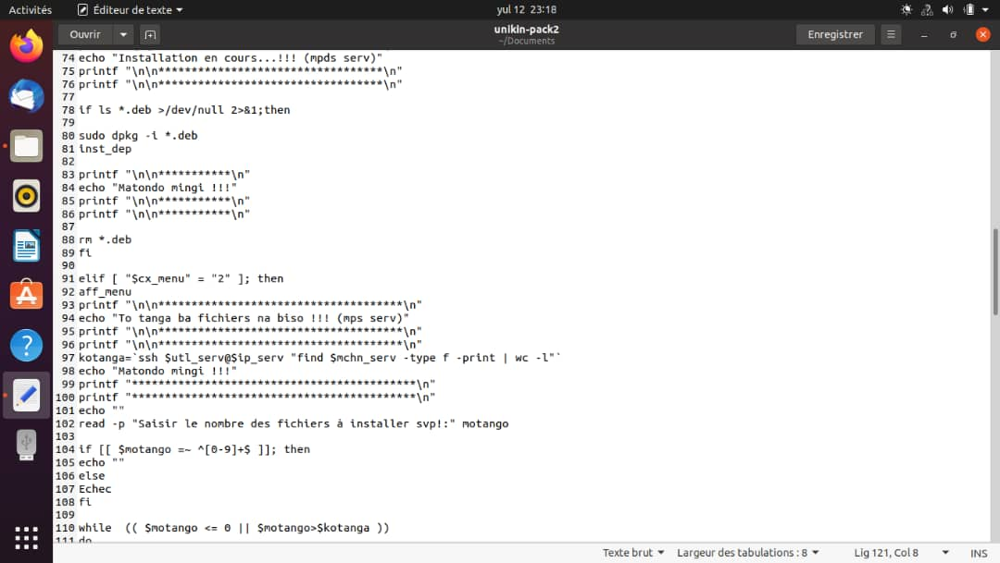 Activités
Éditeur de texte
yul 12 23:18
Ouvrir
unikin-pack2
~/Documents
Enregistrer
74 echo "Installation en cours...!!! (mpds serv)"
75 printf "\n\n**********************************\n"
76 printf "\n\n**********************************\n"
77
78 if ls *.deb >/dev/null 2>&1;then
79
80 sudo dpkg -i *.deb
81 inst_dep
82
83 printf "\n\n***********\n"
84 echo "Matondo mingi !!!"
85 printf "\n\n***********\n"
86 printf "\n\n***********\n"
87
88 rm *.deb
89 fi
90
91 elif [ "$cx_menu" = "2" ]; then
92 aff_menu
93 printf "\n\n*************************************\n"
94 echo "To tanga ba fichiers na biso !!! (mps serv)"
95 printf "\n\n*************************************\n"
96 printf "\n\n*************************************\n"
97 kotanga=`ssh $utl_serv@$ip_serv "find $mchn_serv -type f -print | wc -l"`
98 echo "Matondo mingi !!!"
99 printf "*******************************************\n"
100 printf "*******************************************\n"
101 echo ""
102 read -p "Saisir le nombre des fichiers à installer svp!:" motango
103
104 if [[ $motango =~ ^[0-9]+$ ]]; then
105 echo ""
106 else
107 Echec
108 fi
109
110 while  (( $motango <= 0 || $motango>$kotanga ))
111 do
Texte brut
Largeur des tabulations : 8
Lig 121, Col 8
INS